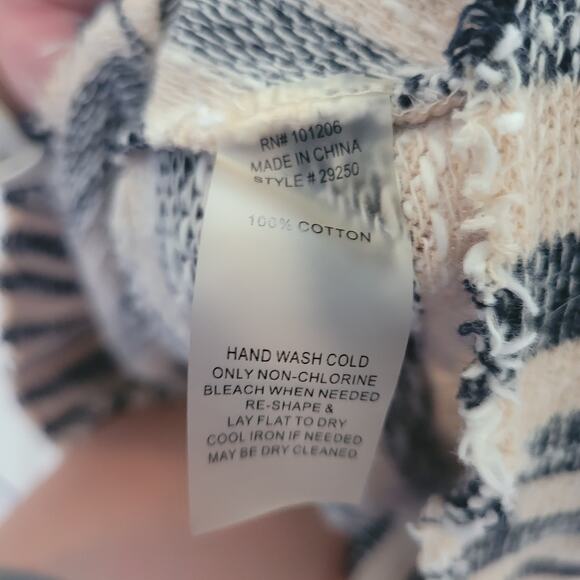 RN# 101206
MADE IN CHINA
STYLE # 29250
100% COTTON
HAND WASH COLD
ONLY NON-CHLORINE
BLEACH WHEN NEEDED
RE-SHAPE &
LAY FLAT TO DRY
COOL IRON IF NEEDED
MAY BE DRY CLEANED